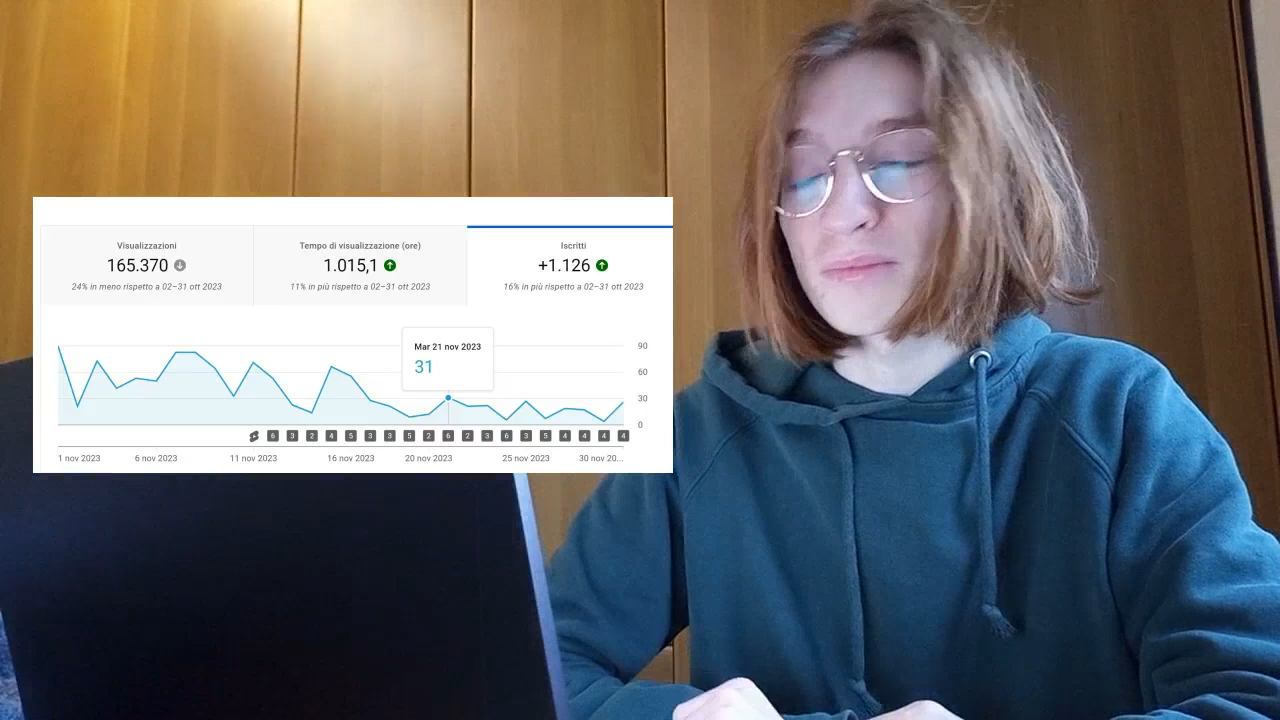 Visualizzazioni
165.370
24% in meno rispetto a 02–31 ott 2023
Tempo di visualizzazione (ore)
1.015,1
11% in più rispetto a 02–31 ott 2023
Iscritti
+1.126
16% in più rispetto a 02–31 ott 2023
Mar 21 nov 2023
31
90
60
30
0
6 3 2 4 5 3 3 5 2 6 2 3 6 3 5 4 4 4 4
1 nov 2023 6 nov 2023 11 nov 2023 16 nov 2023 20 nov 2023 25 nov 2023 30 nov 20...